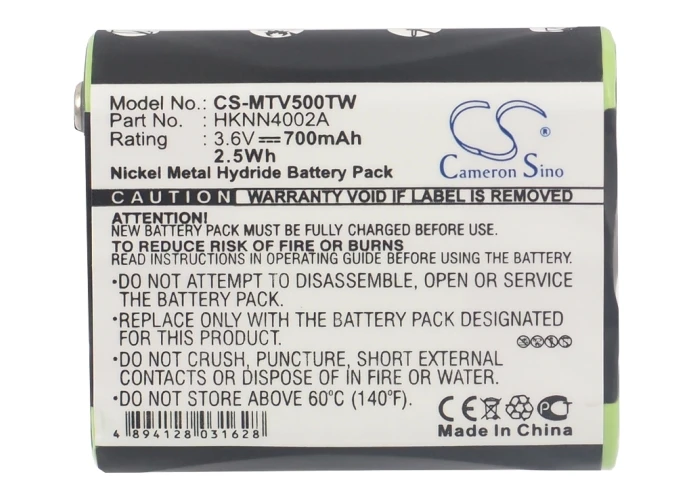 Model No.: CS-MTV500TW
Part No. : HKNN4002A
Rating : 3.6V 700mAh
2.5Wh
Nickel Metal Hydride Battery Pack
CS
Cameron Sino
CAUTION: WARRANTY VOID IF LABEL IS REMOVED
ATTENTION!
NEW BATTERY PACK MUST BE FULLY CHARGED BEFORE USE.
TO REDUCE RISK OF FIRE OR BURNS
READ INSTRUCTIONS IN OPERATING GUIDE BEFORE USING THE BATTERY.
•DO NOT ATTEMPT TO DISASSEMBLE, OPEN OR SERVICE
THE BATTERY PACK.
•REPLACE ONLY WITH THE BATTERY PACK DESIGNATED
FOR THIS PRODUCT.
•DO NOT CRUSH, PUNCTURE, SHORT EXTERNAL
CONTACTS OR DISPOSE IN FIRE OR WATER.
•DO NOT STORE ABOVE 60°C (140°F).
CE
4 894128 031628
Made In China